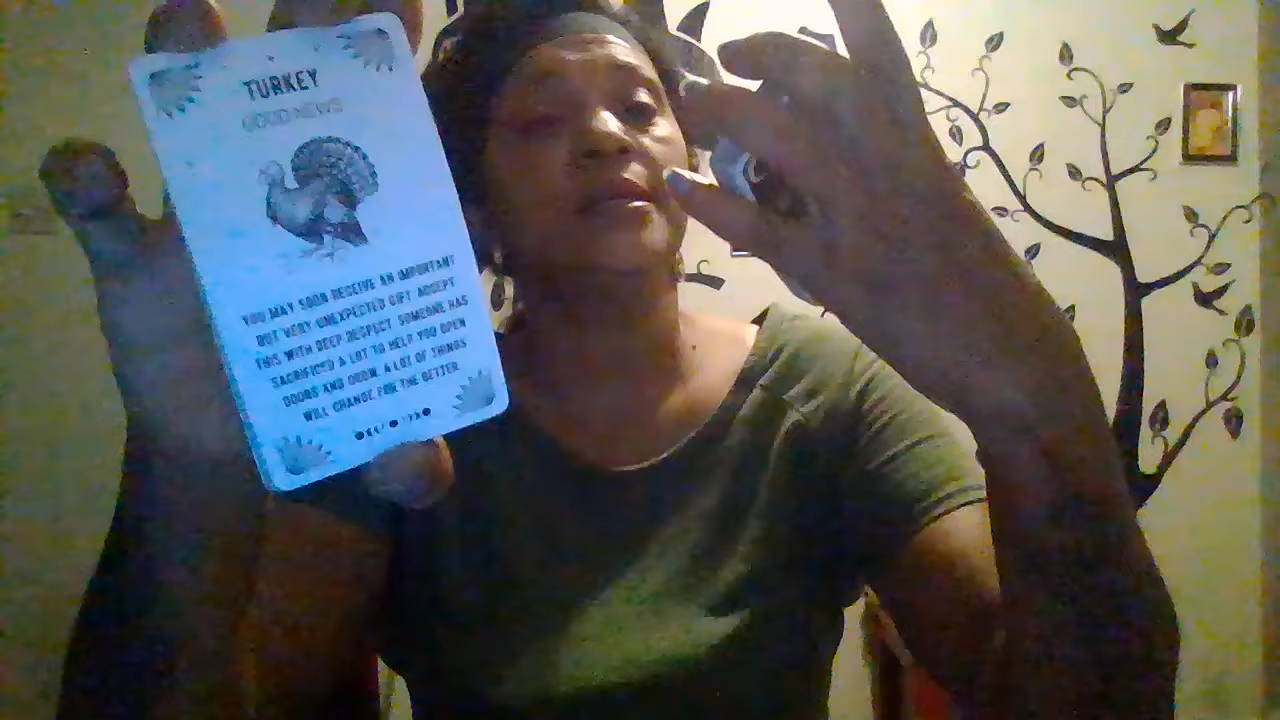 TURKEY
GOOD NEWS
YOU MAY SOON RECEIVE AN IMPORTANT
BUT VERY UNEXPECTED GIFT. ACCEPT
THIS WITH DEEP RESPECT. SOMEONE HAS
SACRIFICED A LOT TO HELP YOU OPEN
DOORS AND GROW. A LOT OF THINGS
WILL CHANGE FOR THE BETTER.